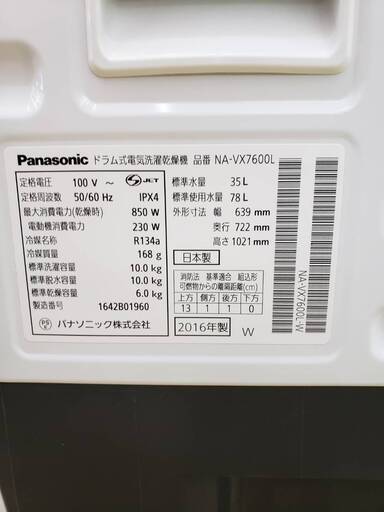 Panasonic ドラム式電気洗濯乾燥機 品番 NA-VX7600L
定格電圧 100 V ～ S-JET
定格周波数 50/60 Hz IPX4
最大消費電力(乾燥時) 850 W
電動機消費電力 230 W
冷媒名称 R134a
冷媒質量 168 g
標準洗濯容量 10.0 kg
標準脱水容量 10.0 kg
標準乾燥容量 6.0 kg
製造番号 1642B01960
PS E パナソニック株式会社
標準水量 35 L
標準使用水量 78 L
外形寸法 幅 639 mm
奥行 722 mm
高さ 1021 mm
日本製
消防法 基準適合 組込形
可燃物からの離隔距離(cm)
上方 側方 後方 下方
13 1 1 0
2016年製 W
NA-VX7600L-W